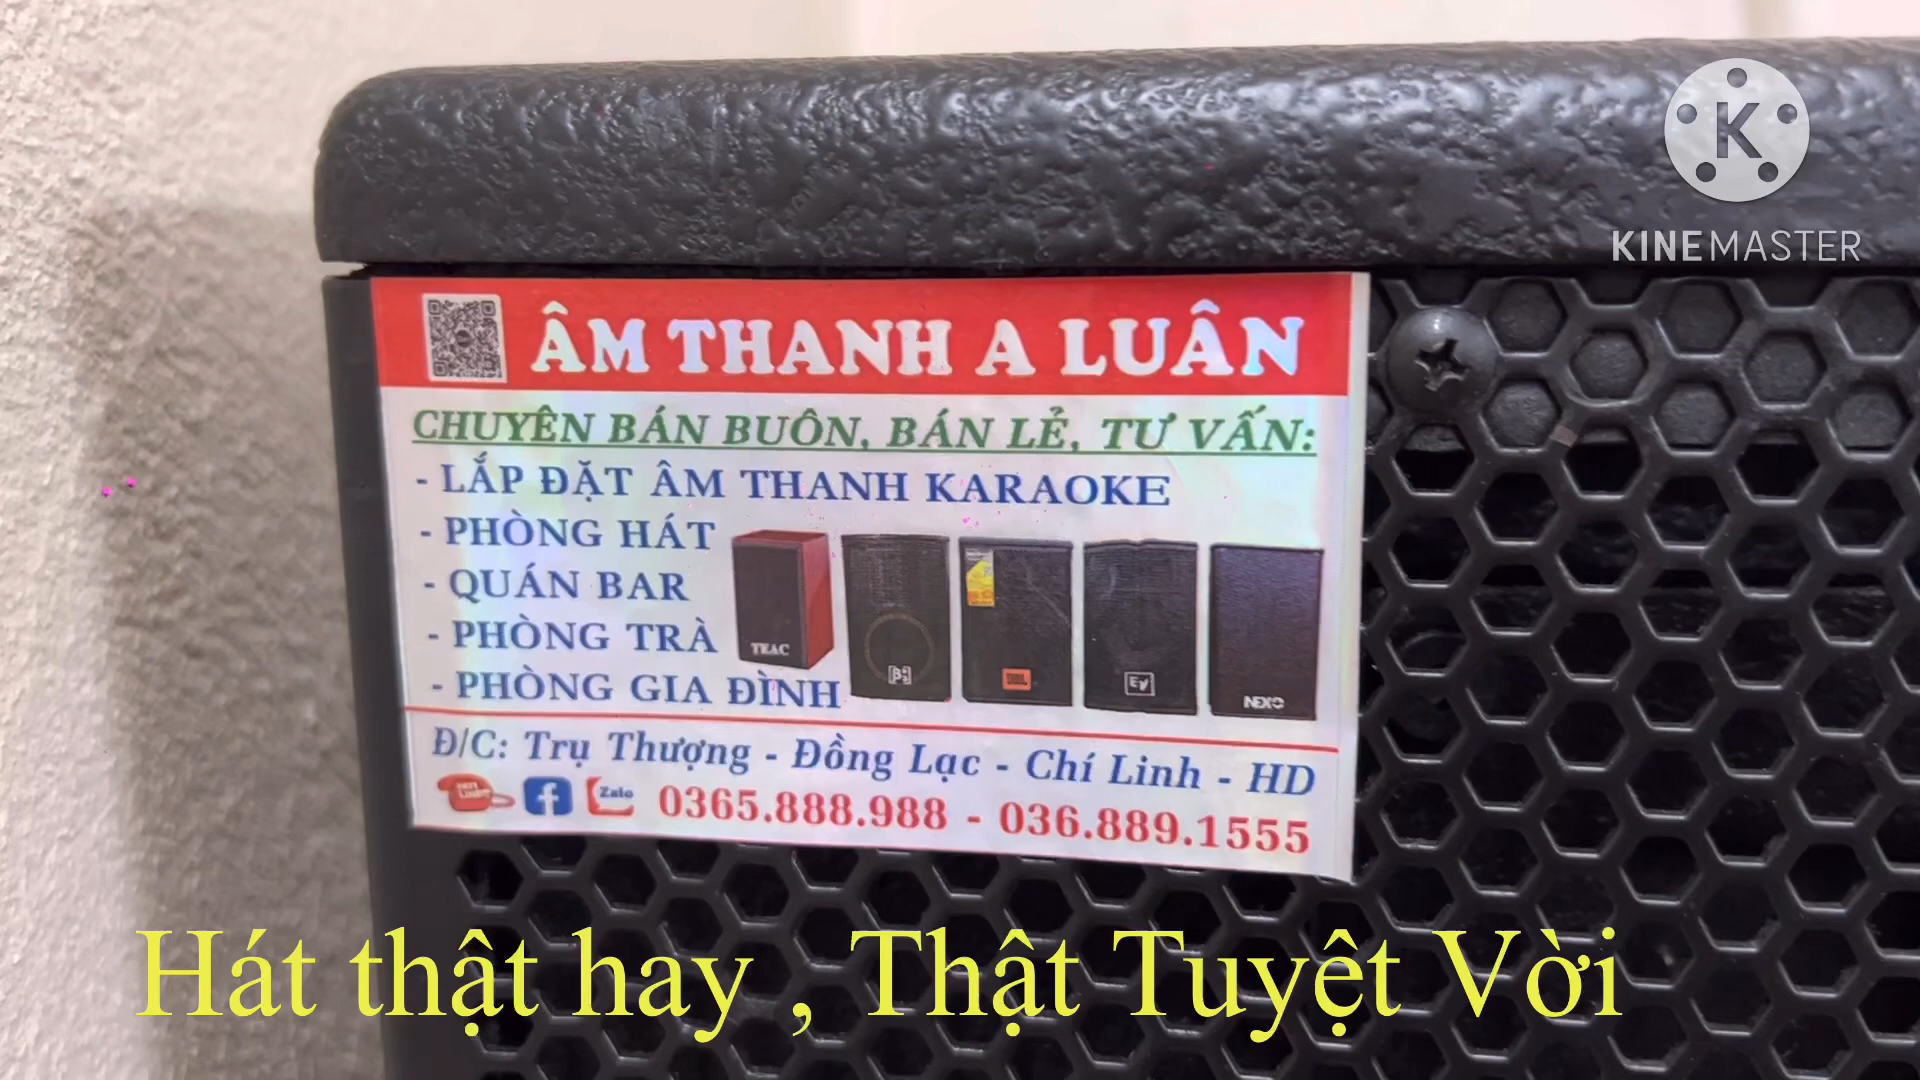 K
KINEMASTER
ÂM THANH A LUÂN
CHUYÊN BÁN BUÔN, BÁN LẺ, TƯ VẤN:
- LẮP ĐẶT ÂM THANH KARAOKE
- PHÒNG HÁT
- QUÁN BAR
- PHÒNG TRÀ
- PHÒNG GIA ĐÌNH
TEAC
JBL
EV
NEXO
Đ/C: Trụ Thượng - Đồng Lạc - Chí Linh - HD
Zalo 0365.888.988 - 036.889.1555
Hát thật hay , Thật Tuyệt Vời